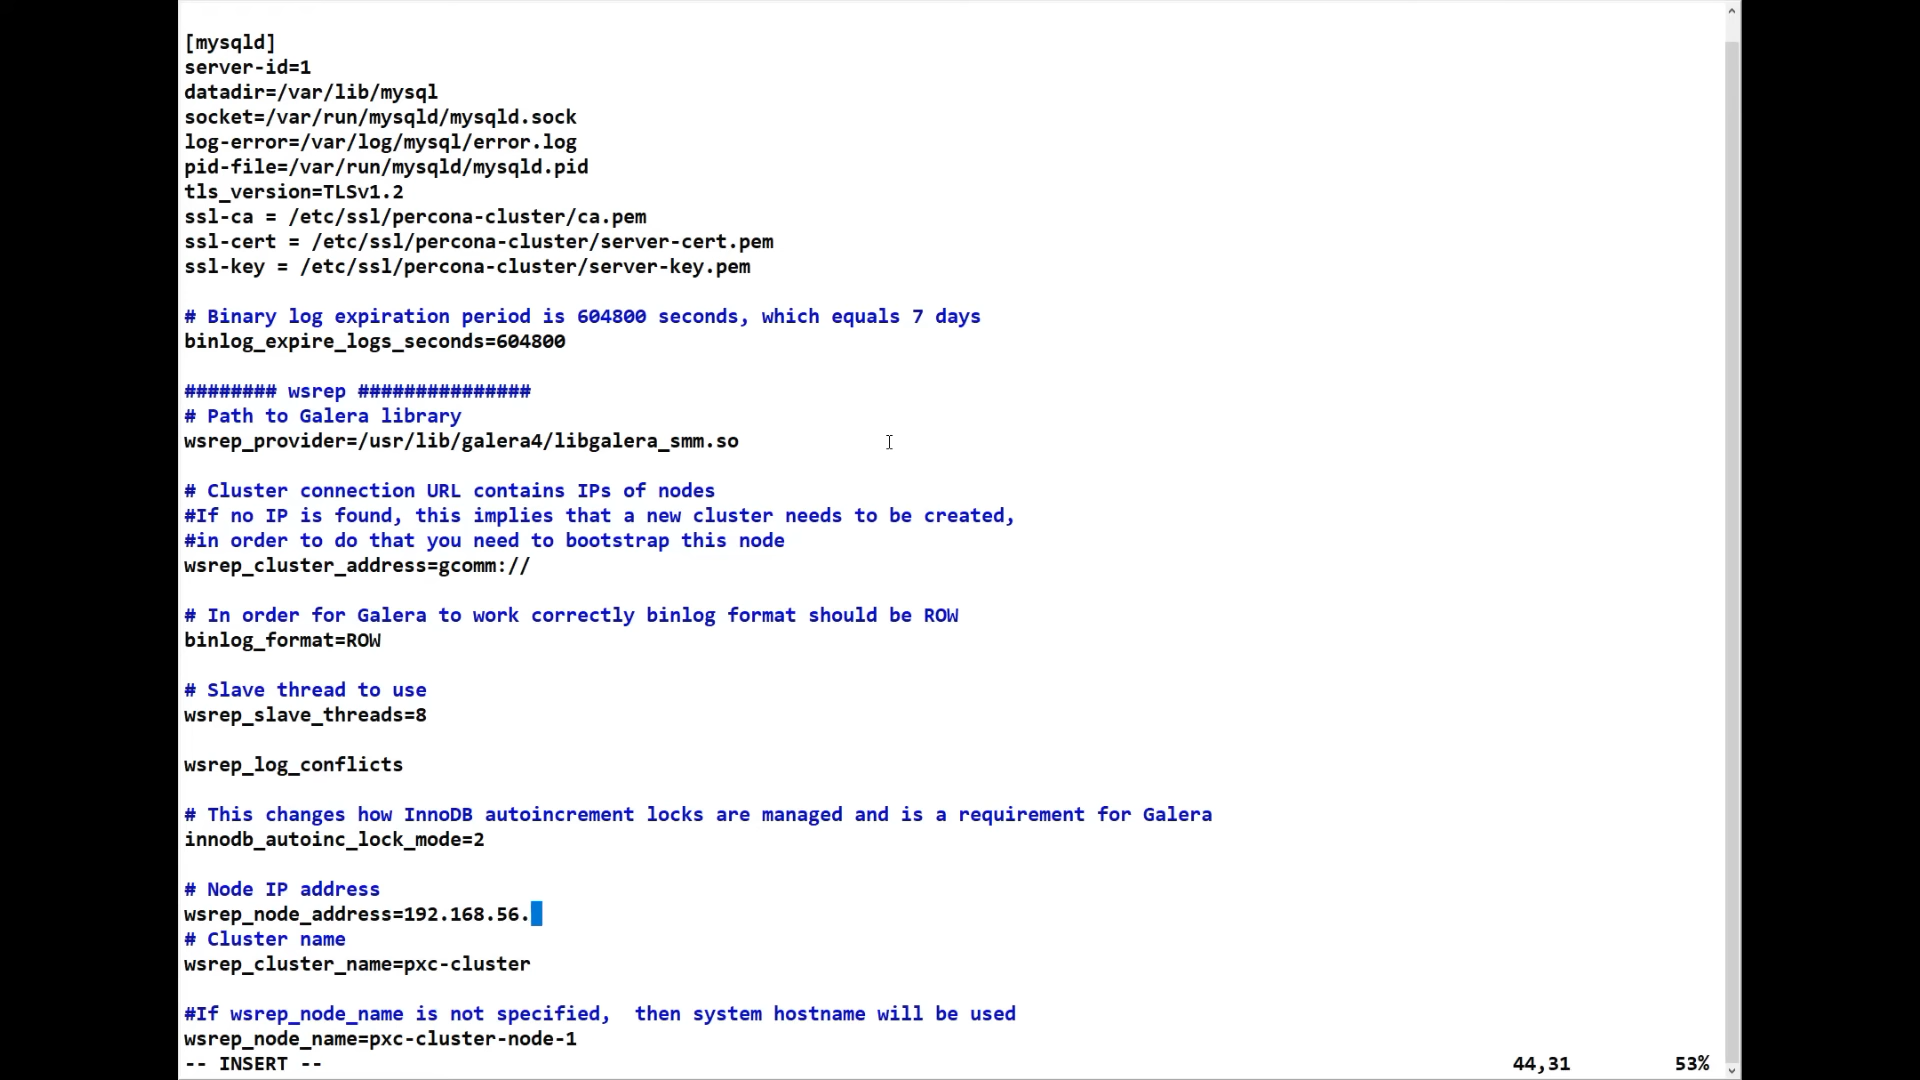 [mysqld]
server-id=1
datadir=/var/lib/mysql
socket=/var/run/mysqld/mysqld.sock
log-error=/var/log/mysql/error.log
pid-file=/var/run/mysqld/mysqld.pid
tls_version=TLSv1.2
ssl-ca = /etc/ssl/percona-cluster/ca.pem
ssl-cert = /etc/ssl/percona-cluster/server-cert.pem
ssl-key = /etc/ssl/percona-cluster/server-key.pem
# Binary log expiration period is 604800 seconds, which equals 7 days
binlog_expire_logs_seconds=604800
######## wsrep ###############
# Path to Galera library
wsrep_provider=/usr/lib/galera4/libgalera_smm.so
# Cluster connection URL contains IPs of nodes
#If no IP is found, this implies that a new cluster needs to be created,
#in order to do that you need to bootstrap this node
wsrep_cluster_address=gcomm://
# In order for Galera to work correctly binlog format should be ROW
binlog_format=ROW
# Slave thread to use
wsrep_slave_threads=8
wsrep_log_conflicts
# This changes how InnoDB autoincrement locks are managed and is a requirement for Galera
innodb_autoinc_lock_mode=2
# Node IP address
wsrep_node_address=192.168.56.
# Cluster name
wsrep_cluster_name=pxc-cluster
#If wsrep_node_name is not specified,  then system hostname will be used
wsrep_node_name=pxc-cluster-node-1
-- INSERT -- 44,31 53%